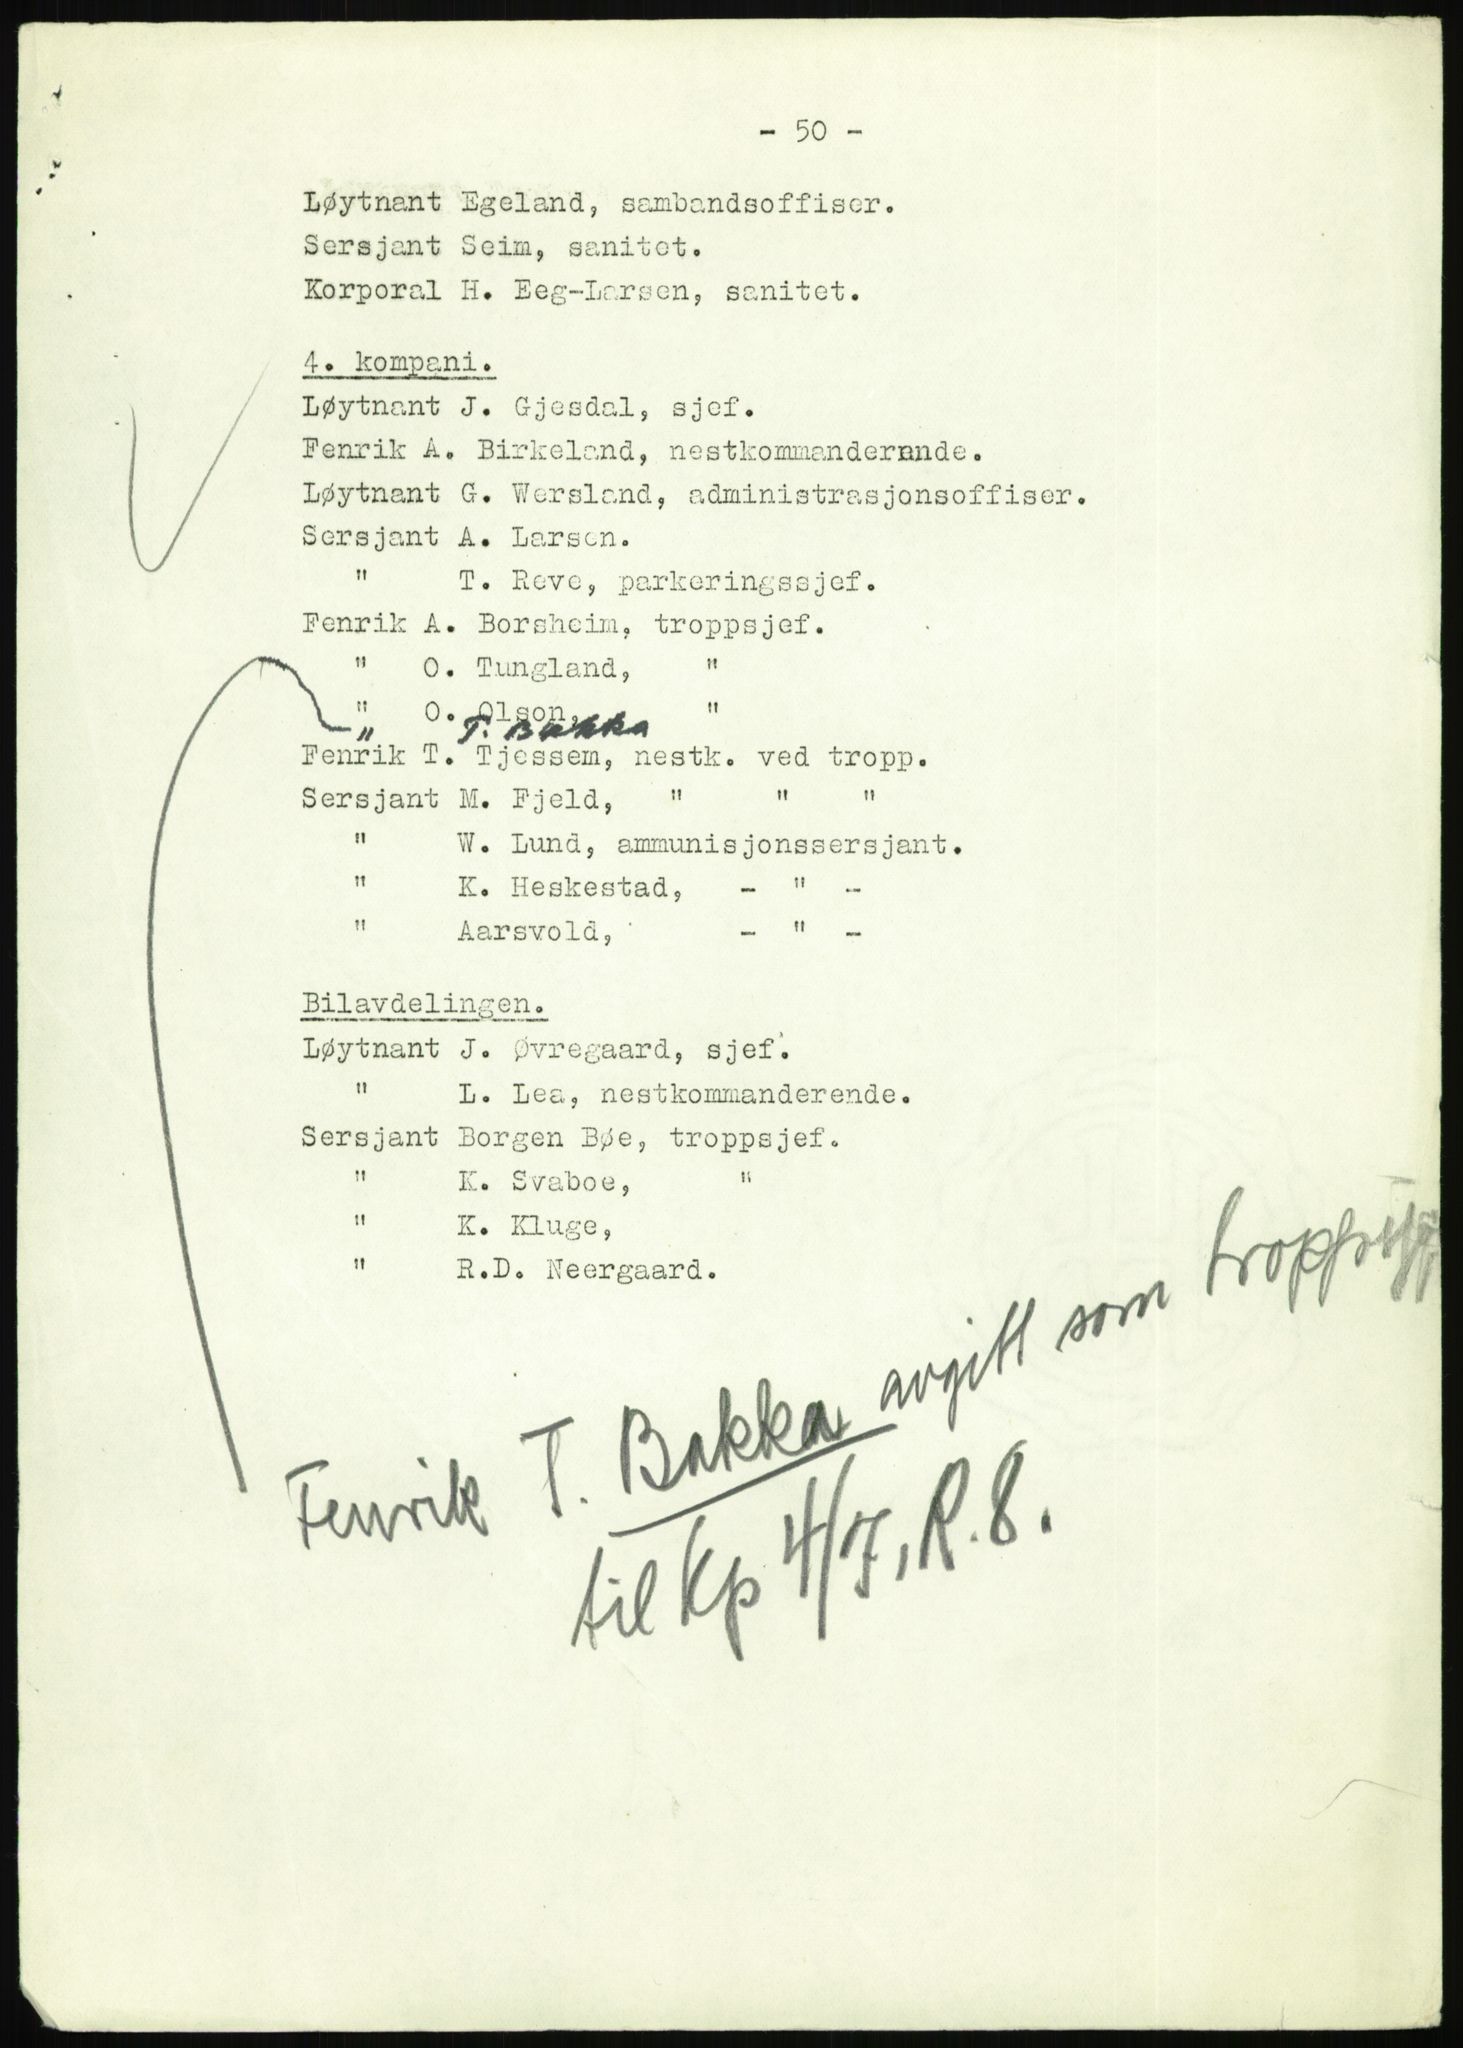 - 50 -
Løytnant Egeland, sambandsoffiser.
Sersjant Seim, sanitet.
Korporal H. Eeg-Larsen, sanitet.
4. kompani.
Løytnant J. Gjesdal, sjef.
Fenrik A. Birkeland, nestkommanderende.
Løytnant G. Wersland, administrasjonsoffiser.
Sersjant A. Larsen.
" T. Reve, parkeringssjef.
Fenrik A. Borsheim, troppsjef.
" O. Tungland, "
" O. Olson, "
" T. Bakka
Fenrik T. Tjessem, nestk. ved tropp.
Sersjant M. Fjeld, " " "
" W. Lund, ammunisjonssersjant.
" K. Heskestad, - " -
" Aarsvold, - " -
Bilavdelingen.
Løytnant J. Øvregaard, sjef.
" L. Lea, nestkommanderende.
Sersjant Borgen Bøe, troppsjef.
" K. Svaboe, "
" K. Kluge,
" R.D. Neergaard.
Fenrik T. Bakka avgitt som
til Kp 4/I, R. 8.